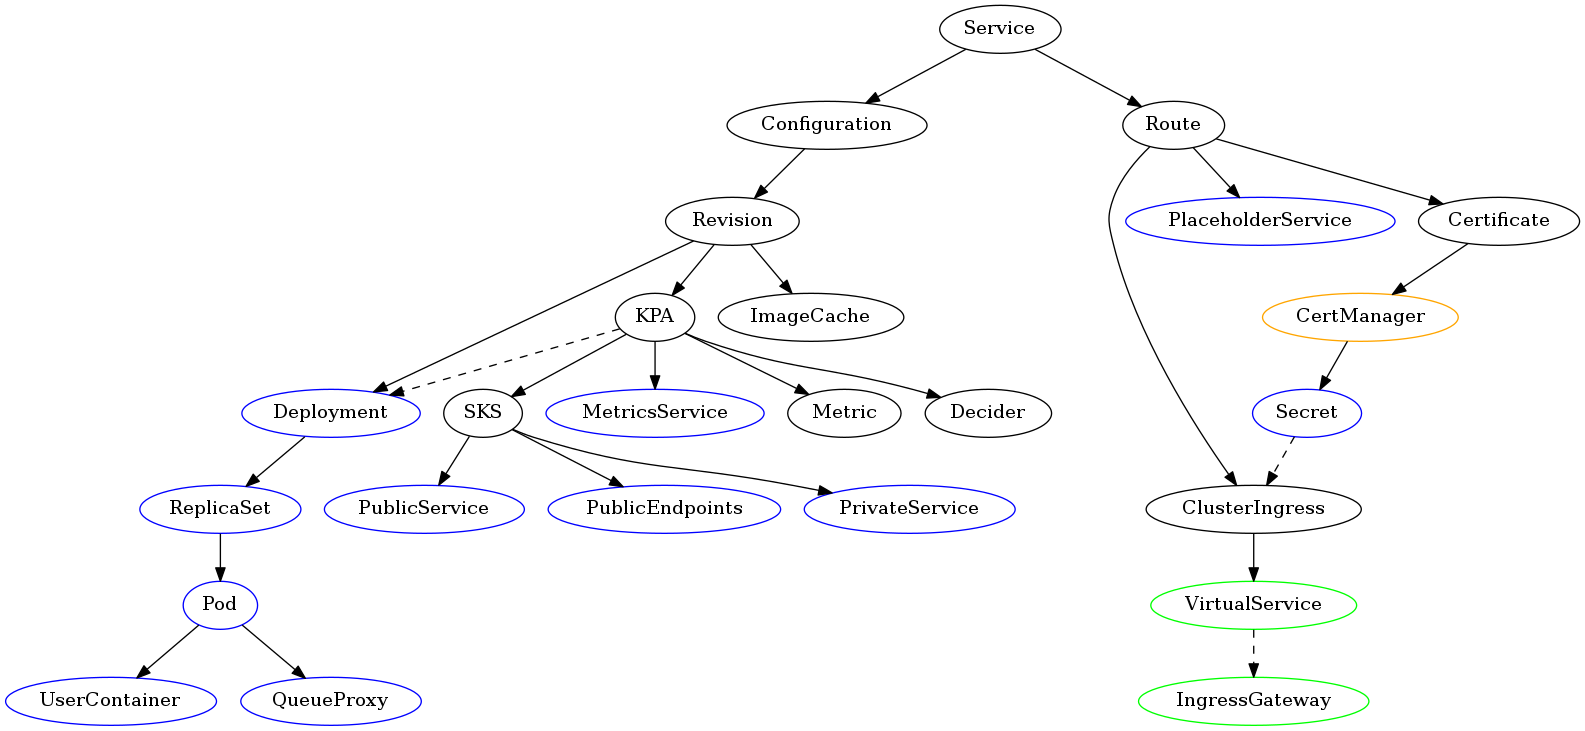 Service
Configuration
Route
Revision
PlaceholderService
Certificate
KPA
ImageCache
CertManager
Deployment
SKS
MetricsService
Metric
Decider
Secret
ReplicaSet
PublicService
PublicEndpoints
PrivateService
ClusterIngress
Pod
VirtualService
UserContainer
QueueProxy
IngressGateway